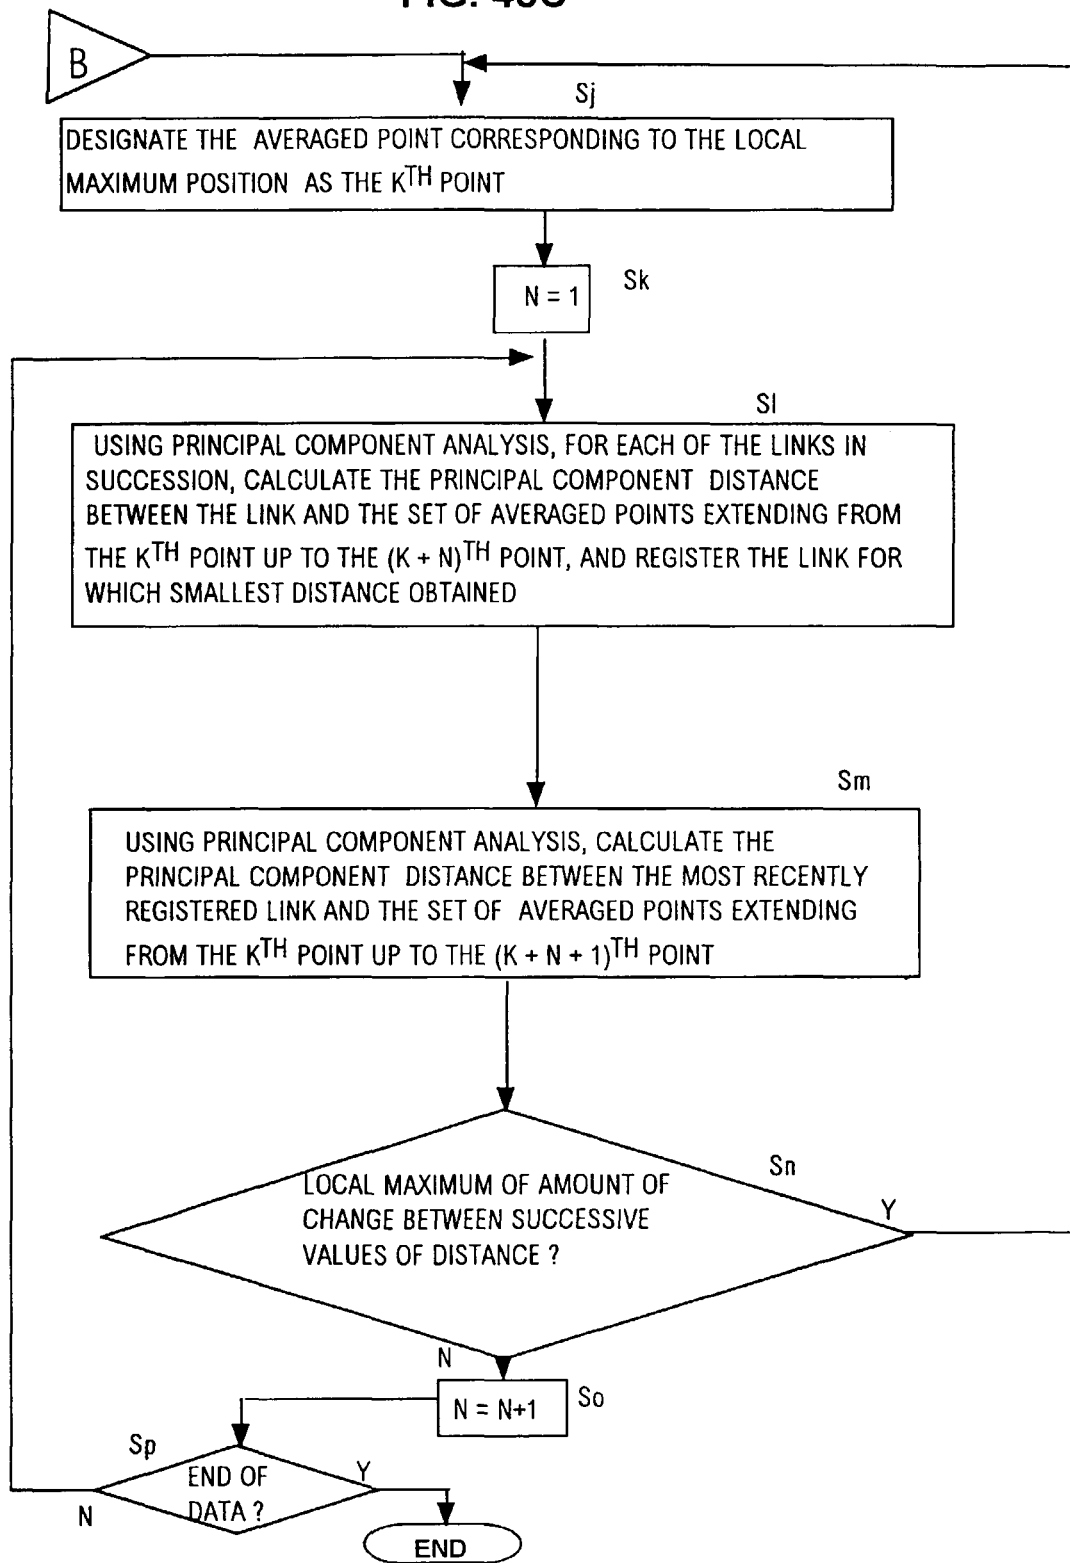 B
Sj
DESIGNATE THE AVERAGED POINT CORRESPONDING TO THE LOCAL
MAXIMUM POSITION AS THE KTH POINT
N = 1
Sk
Sl
USING PRINCIPAL COMPONENT ANALYSIS, FOR EACH OF THE LINKS IN
SUCCESSION, CALCULATE THE PRINCIPAL COMPONENT DISTANCE
BETWEEN THE LINK AND THE SET OF AVERAGED POINTS EXTENDING FROM
THE KTH POINT UP TO THE (K + N)TH POINT, AND REGISTER THE LINK FOR
WHICH SMALLEST DISTANCE OBTAINED
Sm
USING PRINCIPAL COMPONENT ANALYSIS, CALCULATE THE
PRINCIPAL COMPONENT DISTANCE BETWEEN THE MOST RECENTLY
REGISTERED LINK AND THE SET OF AVERAGED POINTS EXTENDING
FROM THE KTH POINT UP TO THE (K + N + 1)TH POINT
Sn
LOCAL MAXIMUM OF AMOUNT OF
CHANGE BETWEEN SUCCESSIVE
VALUES OF DISTANCE ?
Y
N
N = N+1
So
Sp
END OF
DATA ?
Y
N
END